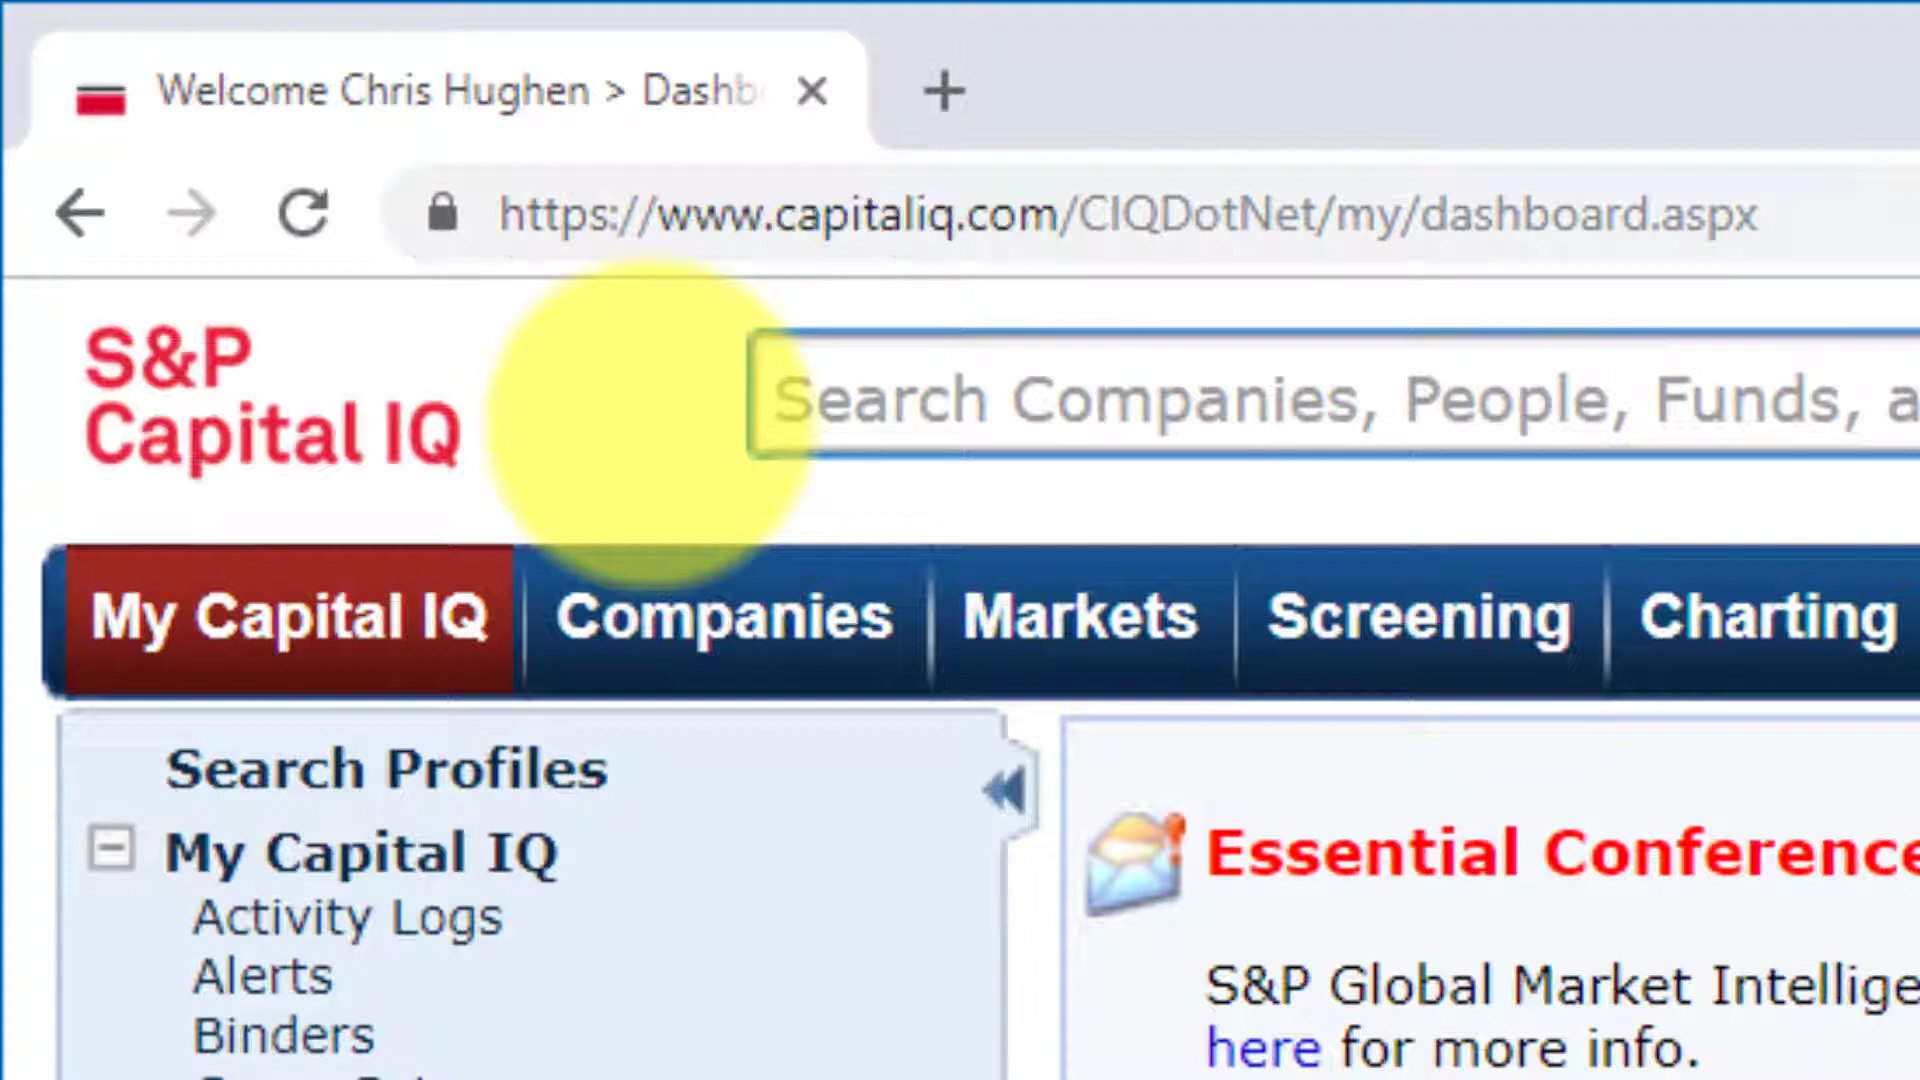 Welcome Chris Hughen > Dashb
https://www.capitaliq.com/CIQDotNet/my/dashboard.aspx
S&P
Capital IQ
Search Companies, People, Funds, a
My Capital IQ Companies Markets Screening Charting
Search Profiles
My Capital IQ
Activity Logs
Alerts
Binders
Essential Conference
S&P Global Market Intellige
here for more info.